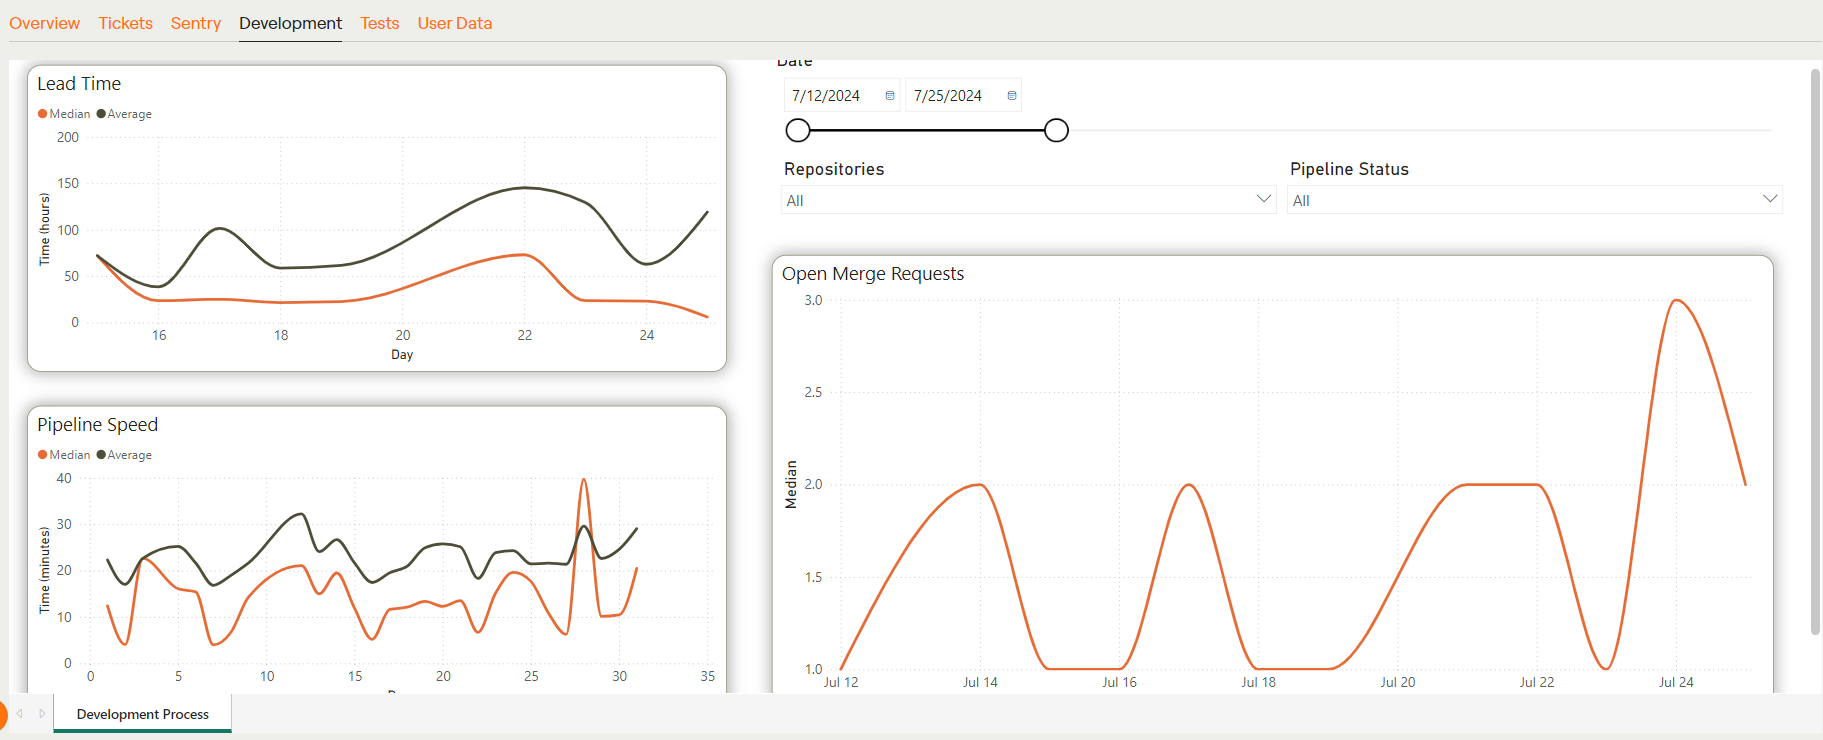 Overview Tickets Sentry Development Tests User Data
Lead Time
Median Average
200
150
100
50
0
Time (hours)
16 18 20 22 24
Day
Date
7/12/2024 7/25/2024
Repositories
All
Pipeline Status
All
Pipeline Speed
Median Average
40
30
20
10
0
Time (minutes)
0 5 10 15 20 25 30 35
Open Merge Requests
3.0
2.5
2.0
1.5
1.0
Median
Jul 12 Jul 14 Jul 16 Jul 18 Jul 20 Jul 22 Jul 24
Development Process